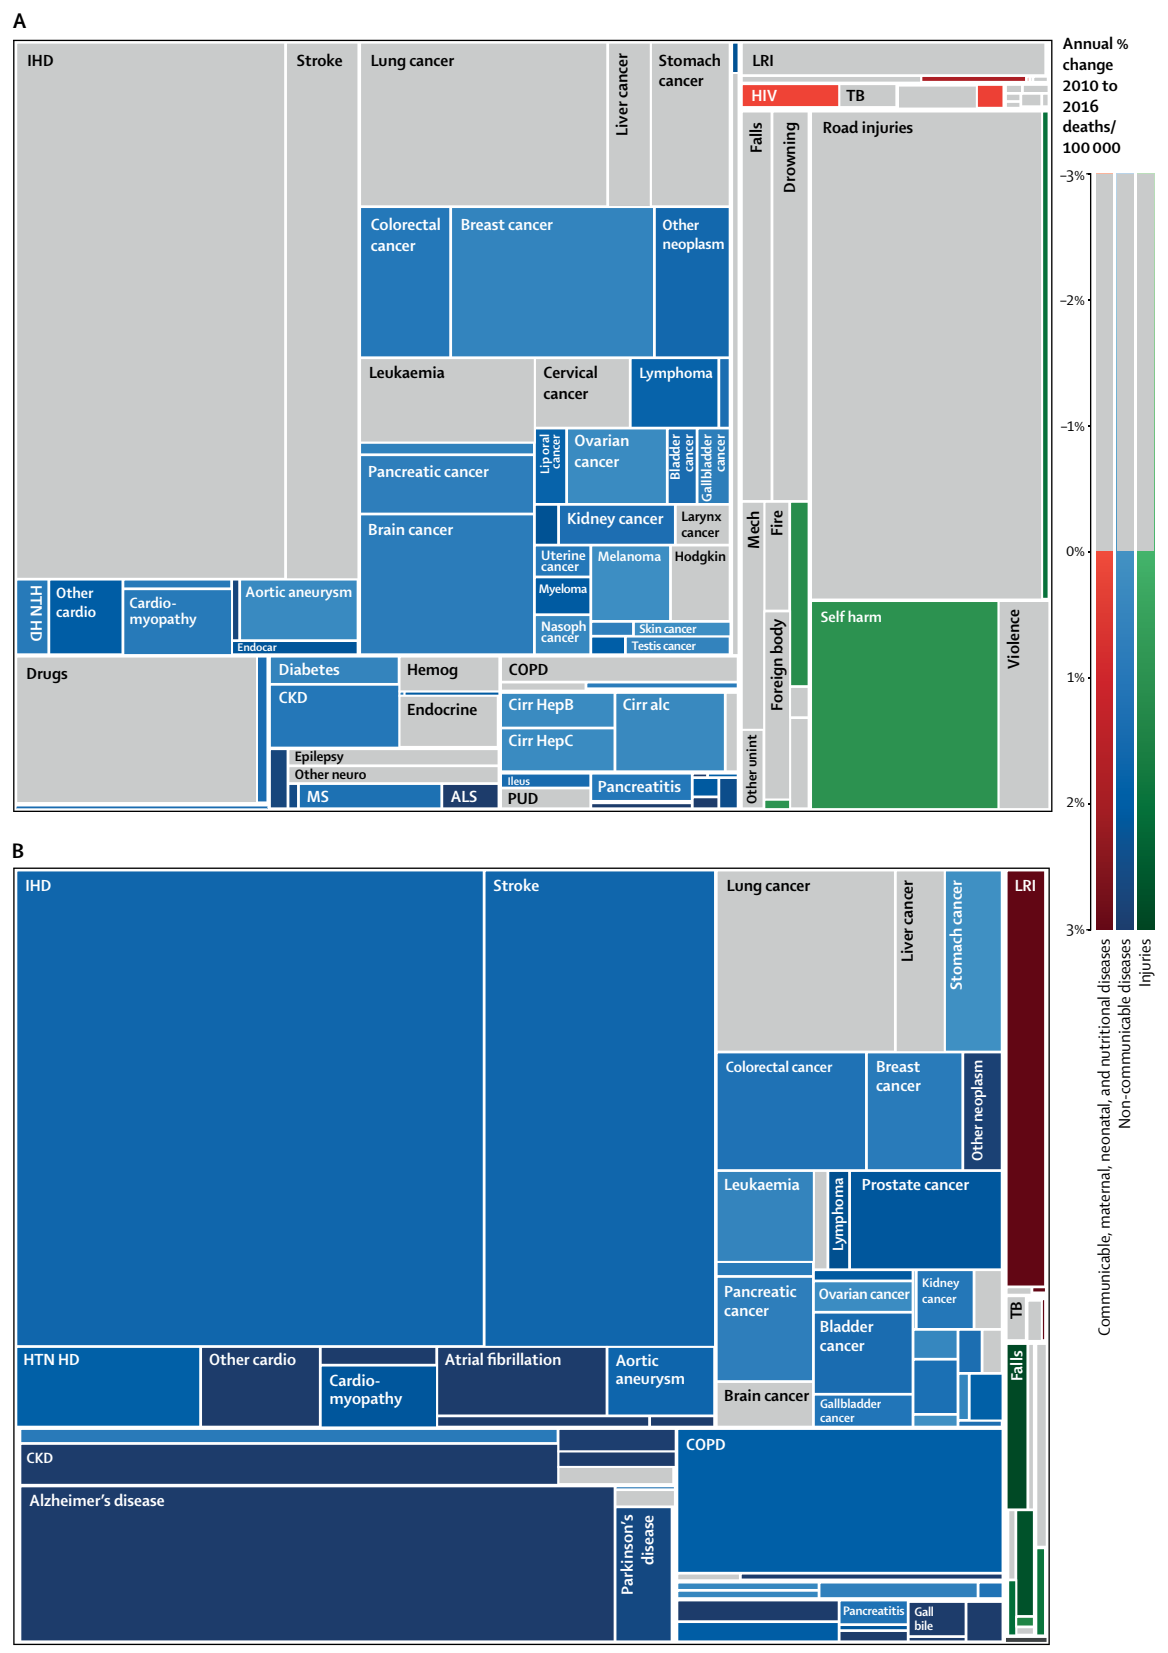 A
IHD
Stroke
Lung cancer
Liver cancer
Stomach
cancer
LRI
HIV
TB
Falls
Drowning
Road injuries
Colorectal
cancer
Breast cancer
Other
neoplasm
Leukaemia
Cervical
cancer
Lymphoma
Lip oral
cancer
Ovarian
cancer
Bladder
cancer
Gallbladder
cancer
Pancreatic cancer
Brain cancer
Kidney cancer
Larynx
cancer
Uterine
cancer
Melanoma
Hodgkin
Myeloma
Nasoph
cancer
Skin cancer
Testis cancer
Mech
Fire
Foreign body
Other unint
Self harm
Violence
HTN HD
Other
cardio
Cardio-
myopathy
Aortic aneurysm
Endocar
Drugs
Diabetes
CKD
Hemog
Endocrine
Epilepsy
Other neuro
MS
ALS
COPD
Cirr HepB
Cirr HepC
Cirr alc
Ileus
PUD
Pancreatitis
Annual %
change
2010 to
2016
deaths/
100 000
–3%
–2%
–1%
0%
1%
2%
3%
Communicable, maternal, neonatal, and nutritional diseases
Non-communicable diseases
Injuries
B
IHD
Stroke
Lung cancer
Liver cancer
Stomach cancer
LRI
Colorectal cancer
Breast
cancer
Other neoplasm
Leukaemia
Lymphoma
Prostate cancer
Pancreatic
cancer
Ovarian cancer
Kidney
cancer
Bladder
cancer
Brain cancer
Gallbladder
cancer
TB
Falls
HTN HD
Other cardio
Cardio-
myopathy
Atrial fibrillation
Aortic
aneurysm
CKD
Alzheimer's disease
Parkinson's
disease
COPD
Pancreatitis
Gall
bile